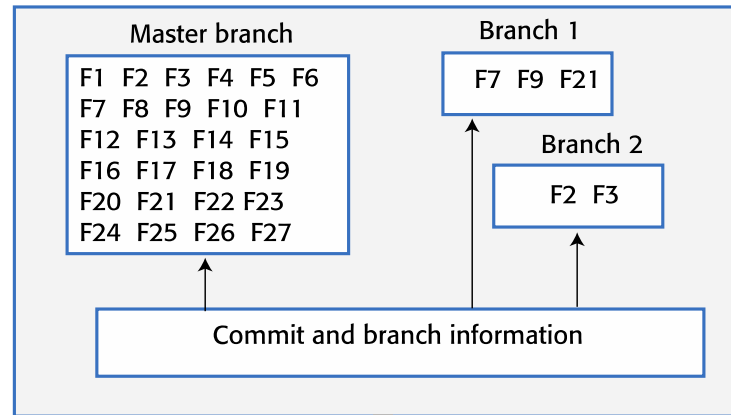 Master branch
F1 F2 F3 F4 F5 F6
F7 F8 F9 F10 F11
F12 F13 F14 F15
F16 F17 F18 F19
F20 F21 F22 F23
F24 F25 F26 F27
Branch 1
F7 F9 F21
Branch 2
F2 F3
Commit and branch information